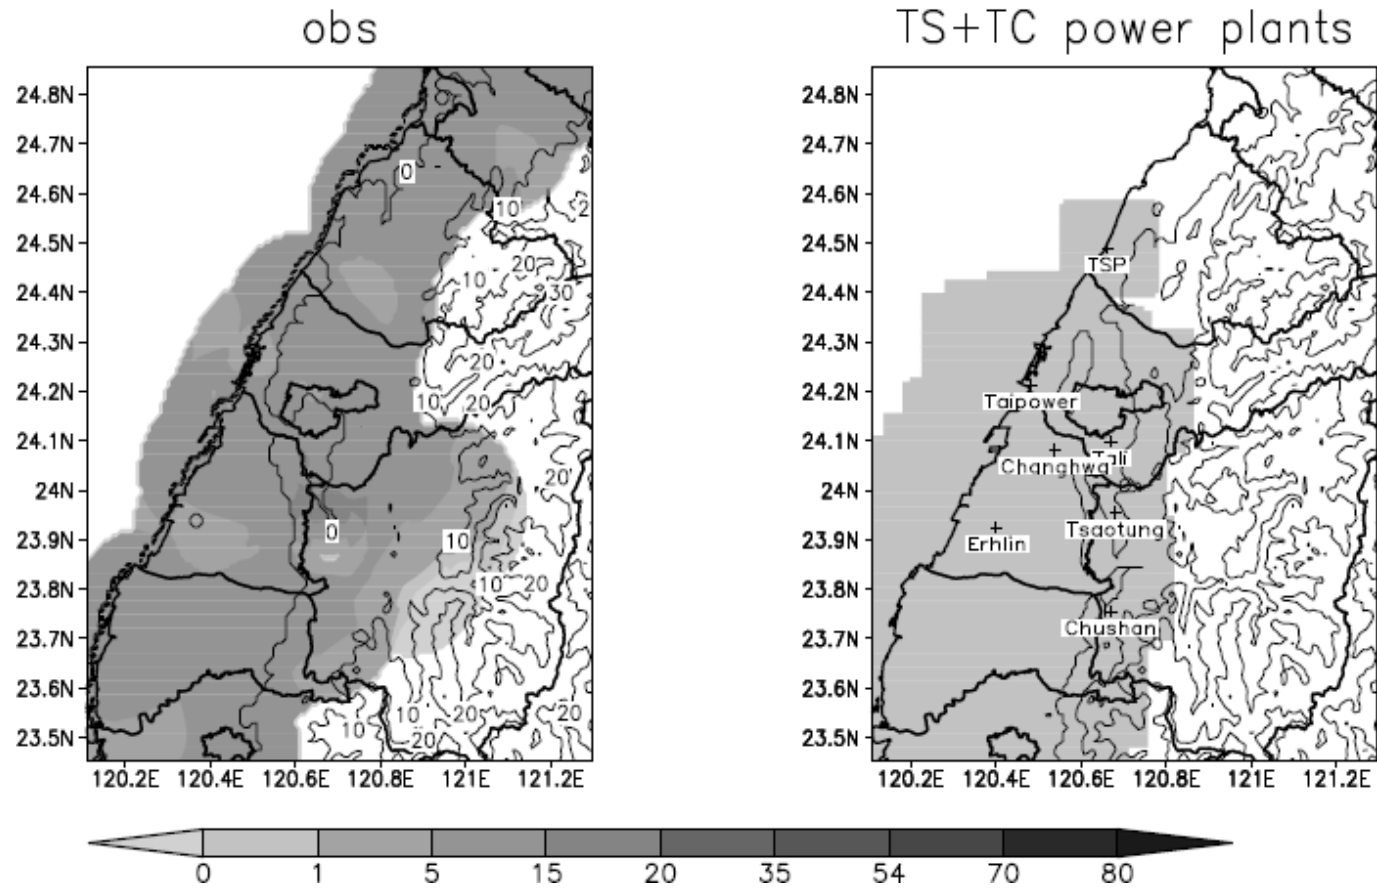 obs
TS+TC power plants
24.8N
24.7N
24.6N
24.5N
24.4N
24.3N
24.2N
24.1N
24N
23.9N
23.8N
23.7N
23.6N
23.5N
120.2E 120.4E 120.6E 120.8E 121E 121.2E
0
10
2
20
10
30
20
10
20
20
0
10
10
20
10
20
20
10
20
24.8N
24.7N
24.6N
24.5N
24.4N
24.3N
24.2N
24.1N
24N
23.9N
23.8N
23.7N
23.6N
23.5N
120.2E 120.4E 120.6E 120.8E 121E 121.2E
TSP
Taipower
Tali
Changhwa
Tsaotung
Erhlin
Chushan
0 1 5 15 20 35 54 70 80